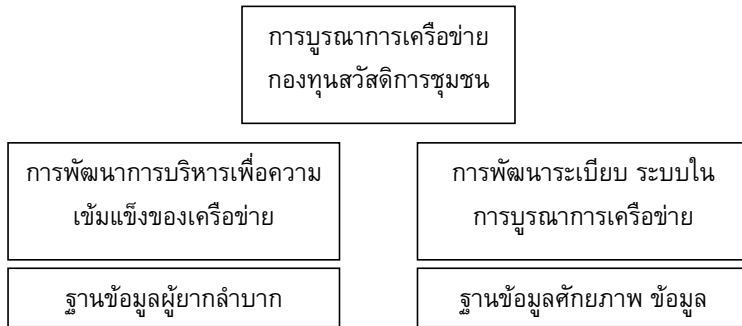 การบูรณาการเครือข่าย
กองทุนสวัสดิการชุมชน
การพัฒนาการบริหารเพื่อความ
เข้มแข็งของเครือข่าย
การพัฒนาระเบียบ ระบบใน
การบูรณาการเครือข่าย
ฐานข้อมูลผู้ยากลำบาก
ฐานข้อมูลศักยภาพ ข้อมูล